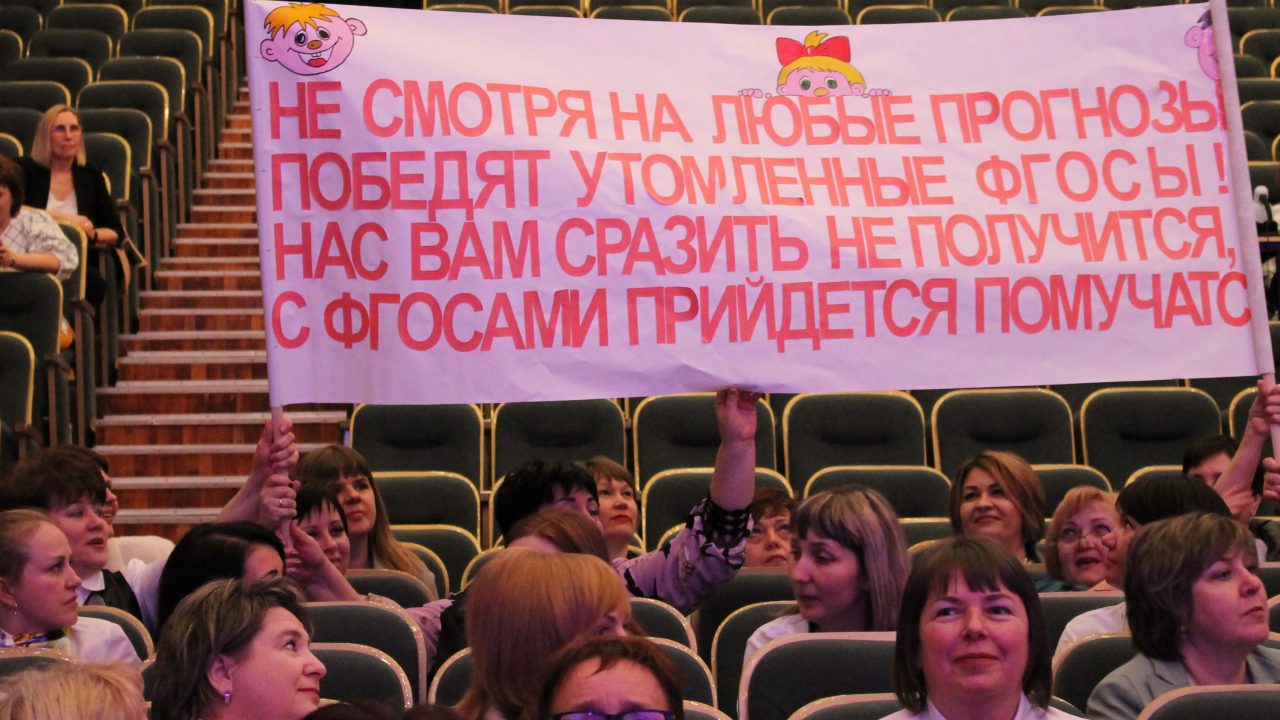 НЕ СМОТРЯ НА ЛЮБЫЕ ПРОГНОЗЫ
ПОБЕДЯТ УТОМЛЕННЫЕ ФГОСЫ!
НАС ВАМ СРАЗИТЬ НЕ ПОЛУЧИТСЯ,
С ФГОСАМИ ПРИЙДЕТСЯ ПОМУЧАТС